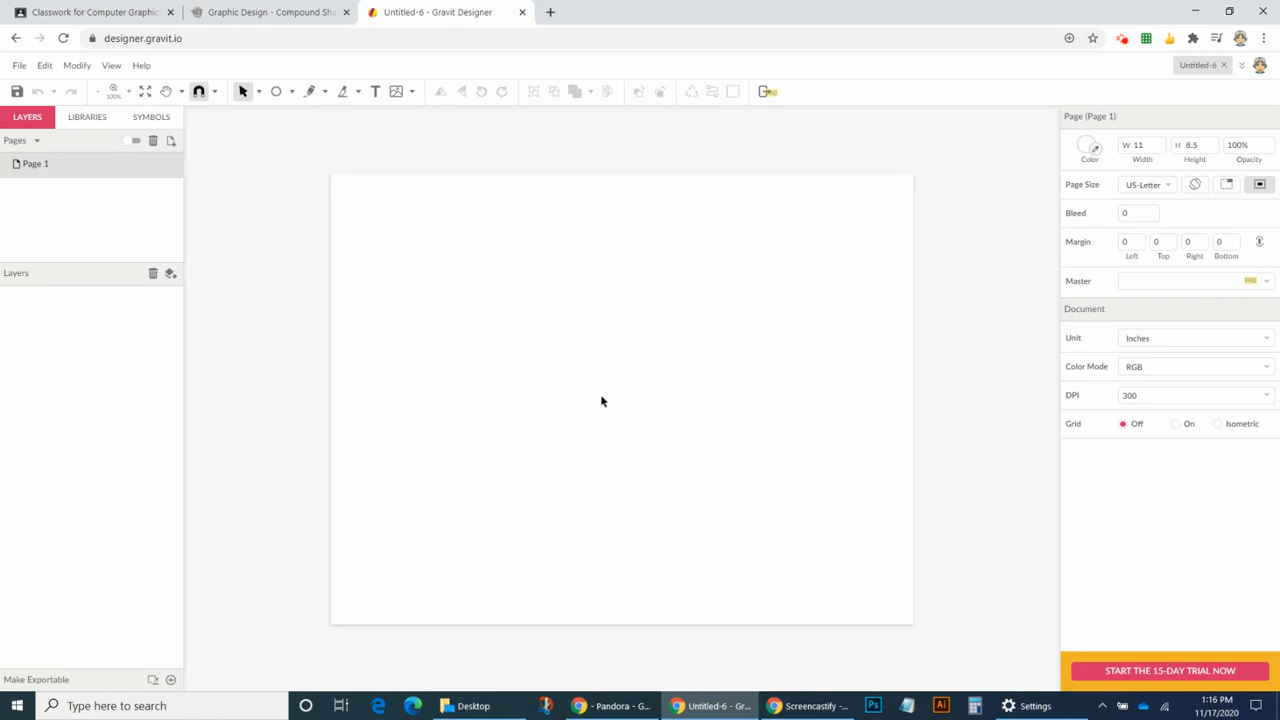 Classwork for Computer Graphic
Graphic Design - Compound Sha
Untitled-6 - Gravit Designer
designer.gravit.io
File Edit Modify View Help
Untitled-6
100%
LAYERS LIBRARIES SYMBOLS
Page (Page 1)
Pages
Page 1
W 11 H 8.5 100%
Color Width Height Opacity
Page Size US-Letter
Bleed 0
Margin 0 0 0 0
Left Top Right Bottom
Layers
Master PRO
Document
Unit Inches
Color Mode RGB
DPI 300
Grid Off On Isometric
Make Exportable
START THE 15-DAY TRIAL NOW
Type here to search
Desktop
- Pandora - G...
Untitled-6 - Gr...
Screencastify -...
Ps
Ai
Settings
1:16 PM
11/17/2020